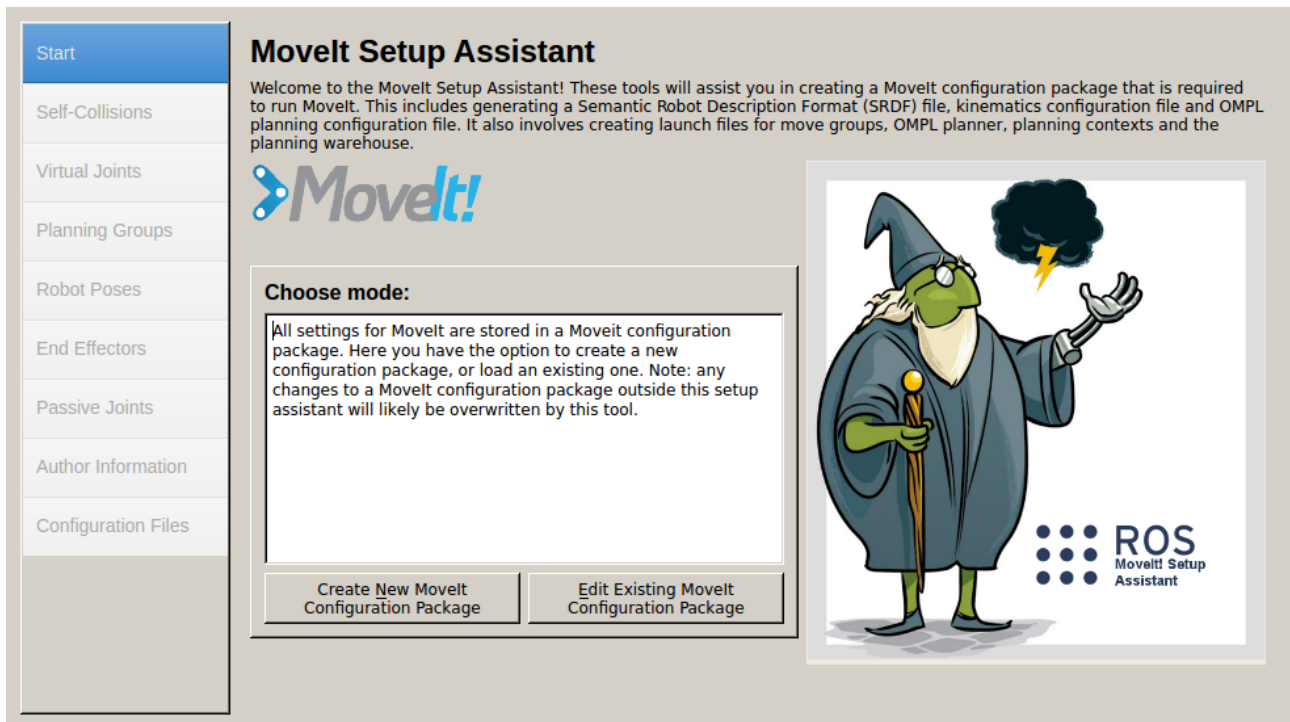 Start
Self-Collisions
Virtual Joints
Planning Groups
Robot Poses
End Effectors
Passive Joints
Author Information
Configuration Files
MoveIt Setup Assistant
Welcome to the MoveIt Setup Assistant! These tools will assist you in creating a MoveIt configuration package that is required
to run MoveIt. This includes generating a Semantic Robot Description Format (SRDF) file, kinematics configuration file and OMPL
planning configuration file. It also involves creating launch files for move groups, OMPL planner, planning contexts and the
planning warehouse.
MoveIt!
Choose mode:
All settings for MoveIt are stored in a Moveit configuration
package. Here you have the option to create a new
configuration package, or load an existing one. Note: any
changes to a MoveIt configuration package outside this setup
assistant will likely be overwritten by this tool.
Create New MoveIt
Configuration Package
Edit Existing MoveIt
Configuration Package
ROS
MoveIt! Setup
Assistant